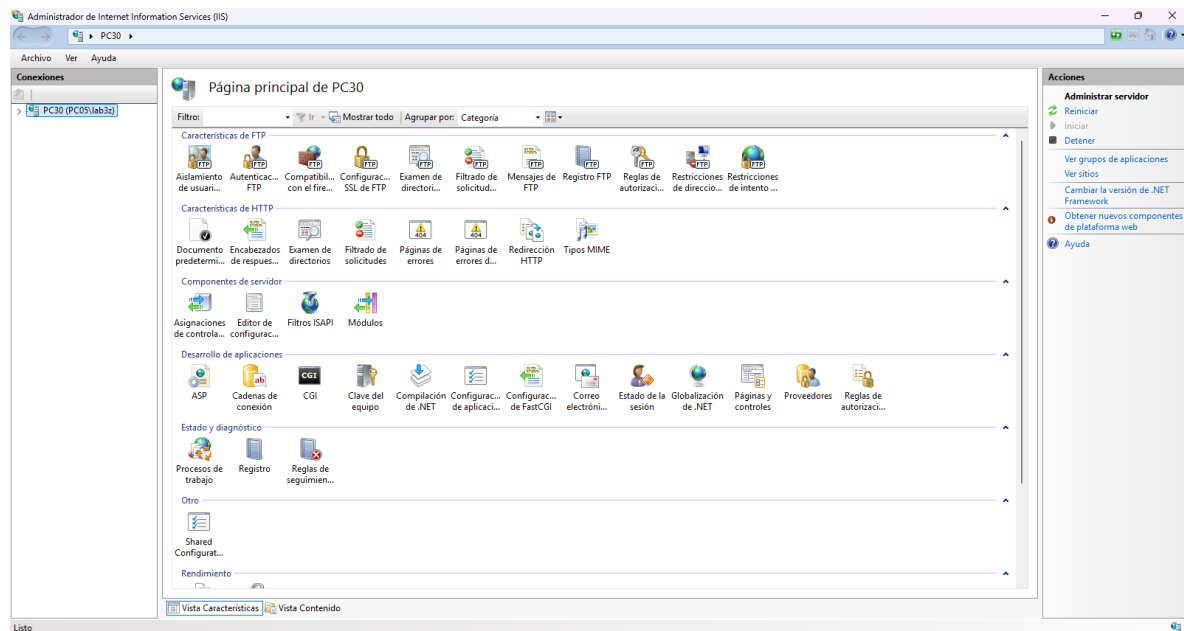 Administrador de Internet Information Services (IIS)
PC30
Archivo Ver Ayuda
Conexiones
PC30 (PC05\lab3z)
Página principal de PC30
Filtro: Ir Mostrar todo Agrupar por: Categoría
Características de FTP
Aislamiento de usuari...
Autenticac... FTP
Compatibil... con el fire...
Configurac... SSL de FTP
Examen de directori...
Filtrado de solicitud...
Mensajes de FTP
Registro FTP
Reglas de autorizaci...
Restricciones de direccio...
Restricciones de intento ...
Características de HTTP
Documento predetermi...
Encabezados de respues...
Examen de directorios
Filtrado de solicitudes
Páginas de errores
Páginas de errores d...
Redirección HTTP
Tipos MIME
Componentes de servidor
Asignaciones de controla...
Editor de configurac...
Filtros ISAPI
Módulos
Desarrollo de aplicaciones
ASP
Cadenas de conexión
CGI
Clave del equipo
Compilación de .NET
Configurac... de aplicaci...
Configurac... de FastCGI
Correo electróni...
Estado de la sesión
Globalización de .NET
Páginas y controles
Proveedores
Reglas de autorizaci...
Estado y diagnóstico
Procesos de trabajo
Registro
Reglas de seguimien...
Otro
Shared Configurat...
Rendimiento
Vista Características Vista Contenido
Acciones
Administrar servidor
Reiniciar
Iniciar
Detener
Ver grupos de aplicaciones
Ver sitios
Cambiar la versión de .NET
Framework
Obtener nuevos componentes
de plataforma web
Ayuda
Listo